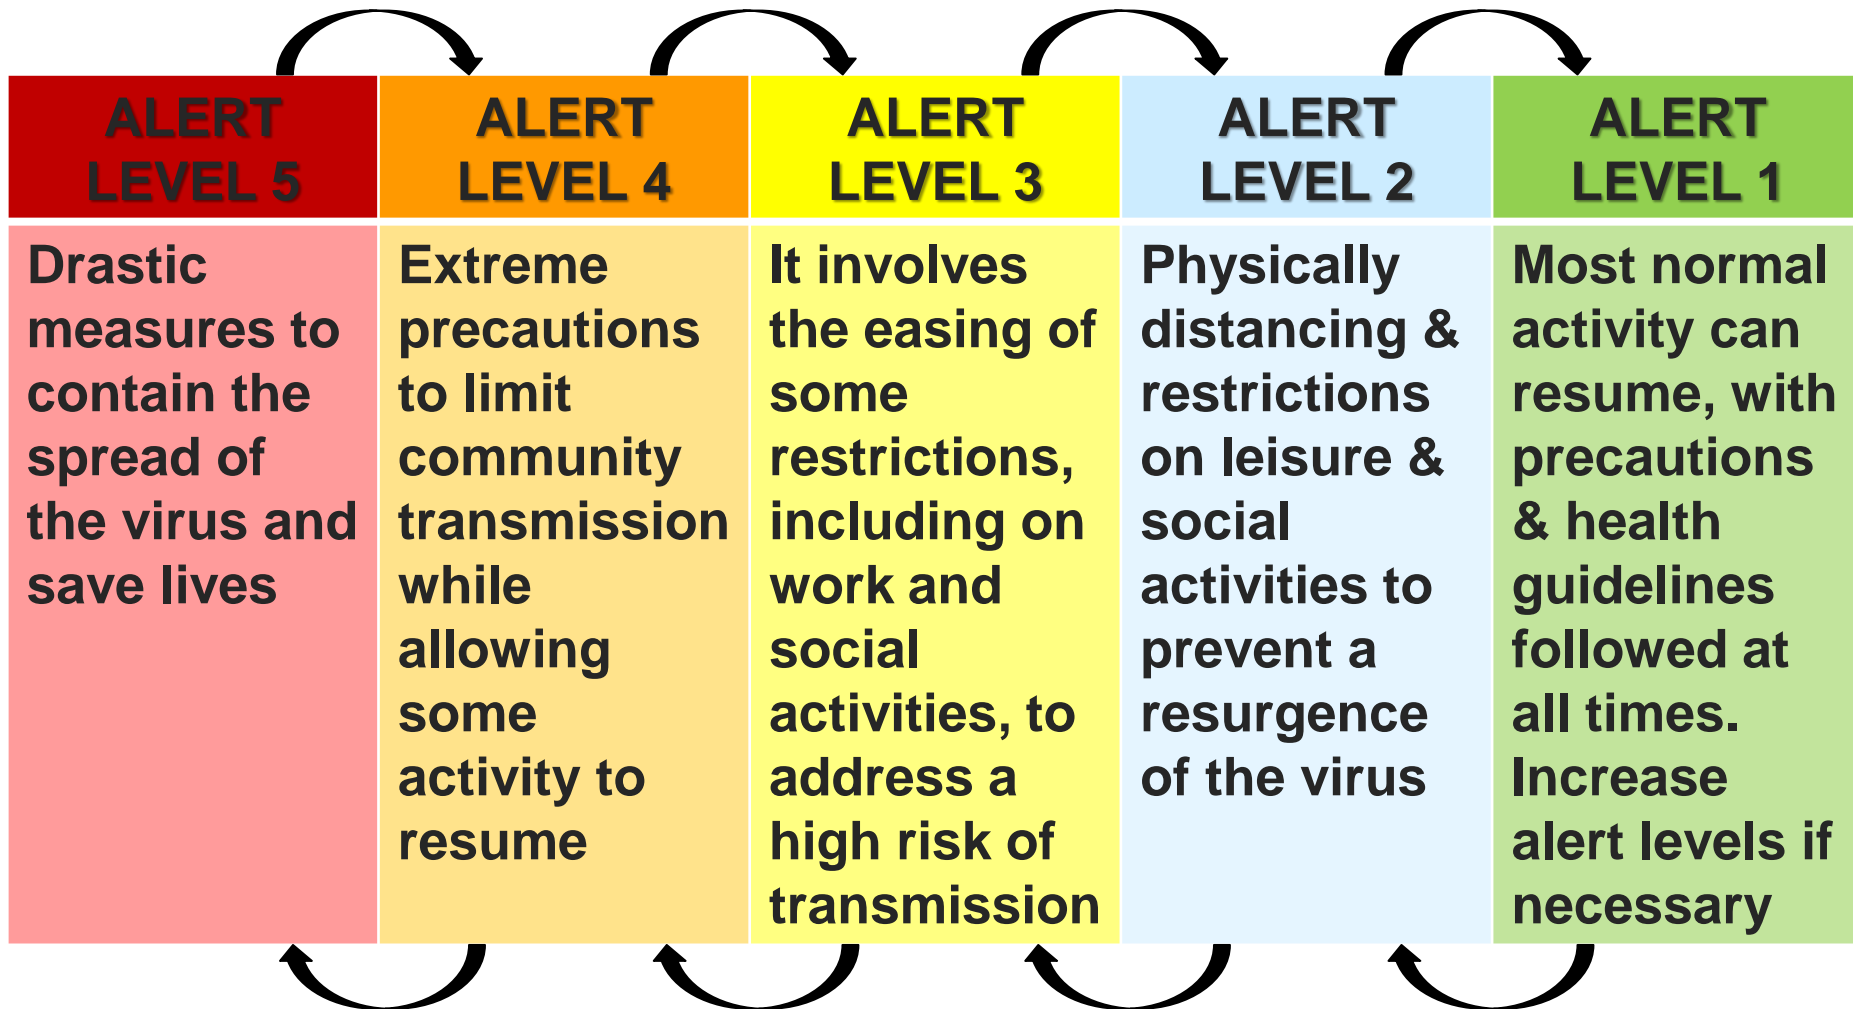 ALERT
LEVEL 5
Drastic
measures to
contain the
spread of
the virus and
save lives
ALERT
LEVEL 4
Extreme
precautions
to limit
community
transmission
while
allowing
some
activity to
resume
ALERT
LEVEL 3
It involves
the easing of
some
restrictions,
including on
work and
social
activities, to
address a
high risk of
transmission
ALERT
LEVEL 2
Physically
distancing &
restrictions
on leisure &
social
activities to
prevent a
resurgence
of the virus
ALERT
LEVEL 1
Most normal
activity can
resume, with
precautions
& health
guidelines
followed at
all times.
Increase
alert levels if
necessary